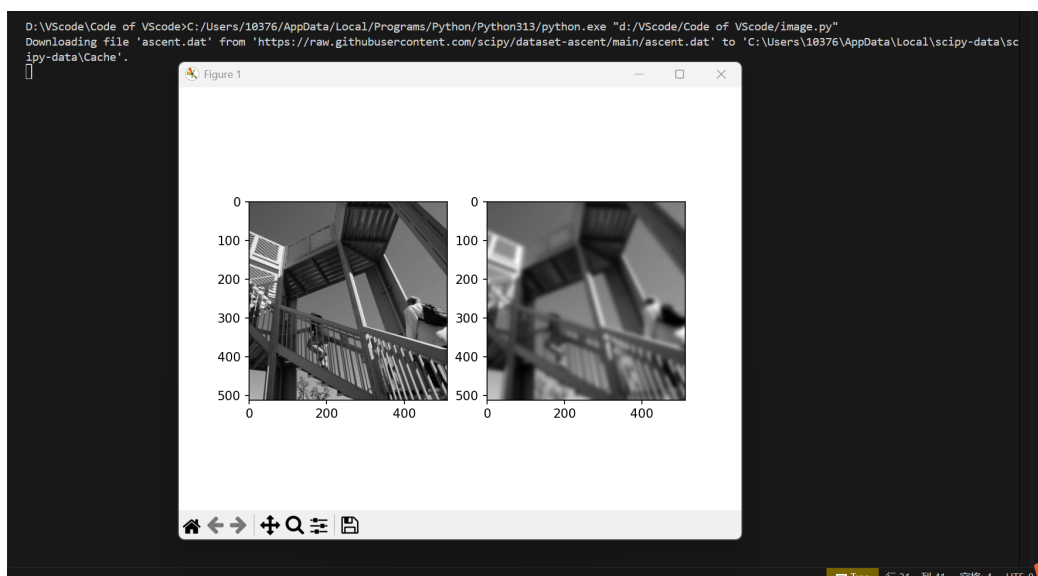 D:\VScode\Code of VScode>C:/Users/10376/AppData/Local/Programs/Python/Python313/python.exe "d:/VScode/Code of VScode/image.py"
Downloading file 'ascent.dat' from 'https://raw.githubusercontent.com/scipy/dataset-ascent/main/ascent.dat' to 'C:\Users\10376\AppData\Local\scipy-data\sc
ipy-data\Cache'.
Figure 1
0
100
200
300
400
500
0 200 400
0
100
200
300
400
500
0 200 400